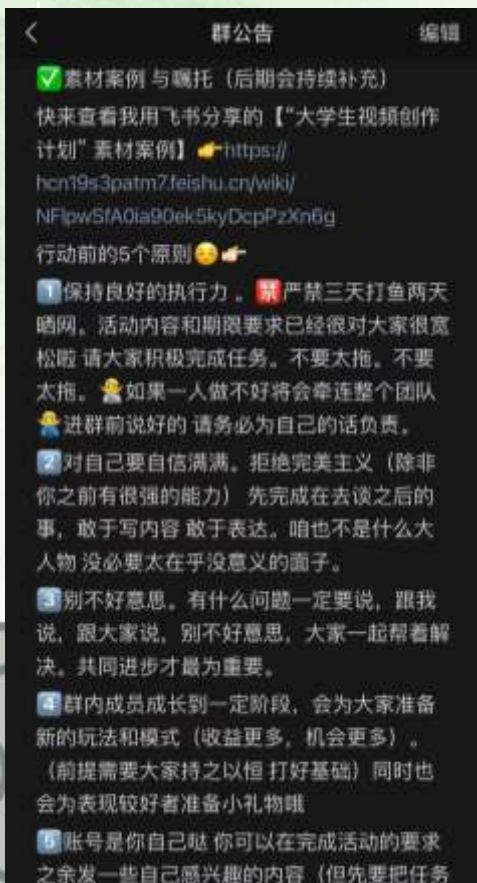 群公告 编辑
✅素材案例 与嘱托（后期会持续补充）
快来查看我用飞书分享的【“大学生视频创作
计划”素材案例】👉https://
hcn19s3patm7.feishu.cn/wiki/
NFlpwSfA0ia90ek5kyDcpPzXn6g
行动前的5个原则☺️👉🏻
1️⃣保持良好的执行力 。🈲严禁三天打鱼两天
晒网。活动内容和期限要求已经很对大家很宽
松啦 请大家积极完成任务。不要太拖。不要
太拖。🙅如果一人做不好将会牵连整个团队
🙅进群前说好的 请务必为自己的话负责。
2️⃣对自己要自信满满。拒绝完美主义（除非
你之前有很强的能力） 先完成在去谈之后的
事，敢于写内容 敢于表达。咱也不是什么大
人物 没必要太在乎没意义的面子。
3️⃣别不好意思。有什么问题一定要说，跟我
说，跟大家说，别不好意思，大家一起帮着解
决。共同进步才最为重要。
4️⃣群内成员成长到一定阶段，会为大家准备
新的玩法和模式（收益更多，机会更多）。
（前提需要大家持之以恒 打好基础）同时也
会为表现较好者准备小礼物哦
5️⃣账号是你自己哒 你可以在完成活动的要求
之余发一些自己感兴趣的内容（但先要把任务